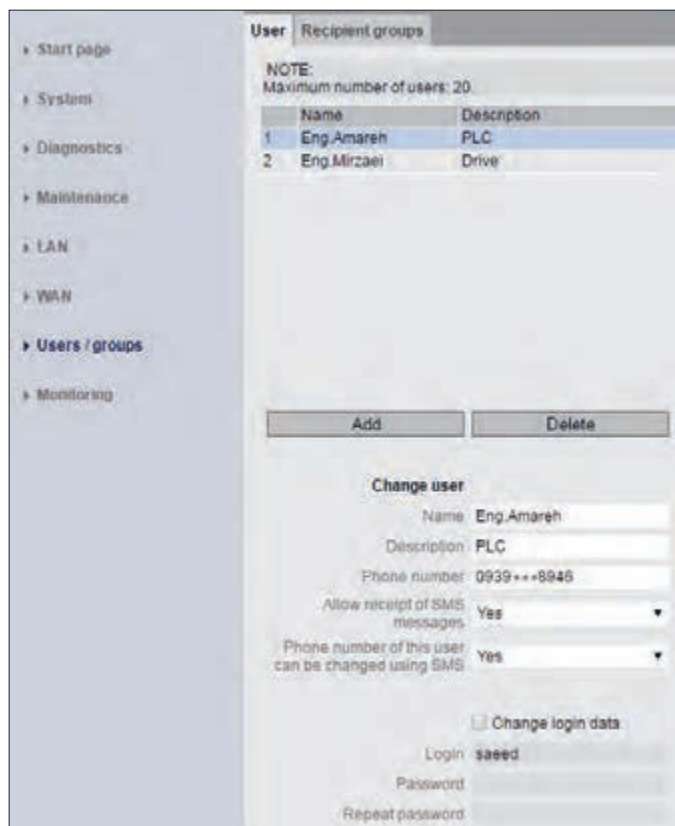 Start page
System
Diagnostics
Maintenance
LAN
WAN
Users / groups
Monitoring
User Recipient groups
NOTE:
Maximum number of users: 20.
Name Description
1 Eng.Amareh PLC
2 Eng.Mirzaei Drive
Add Delete
Change user
Name Eng.Amareh
Description PLC
Phone number 0939***8946
Allow receipt of SMS
messages Yes
Phone number of this user
can be changed using SMS Yes
Change login data
Login saeed
Password
Repeat password